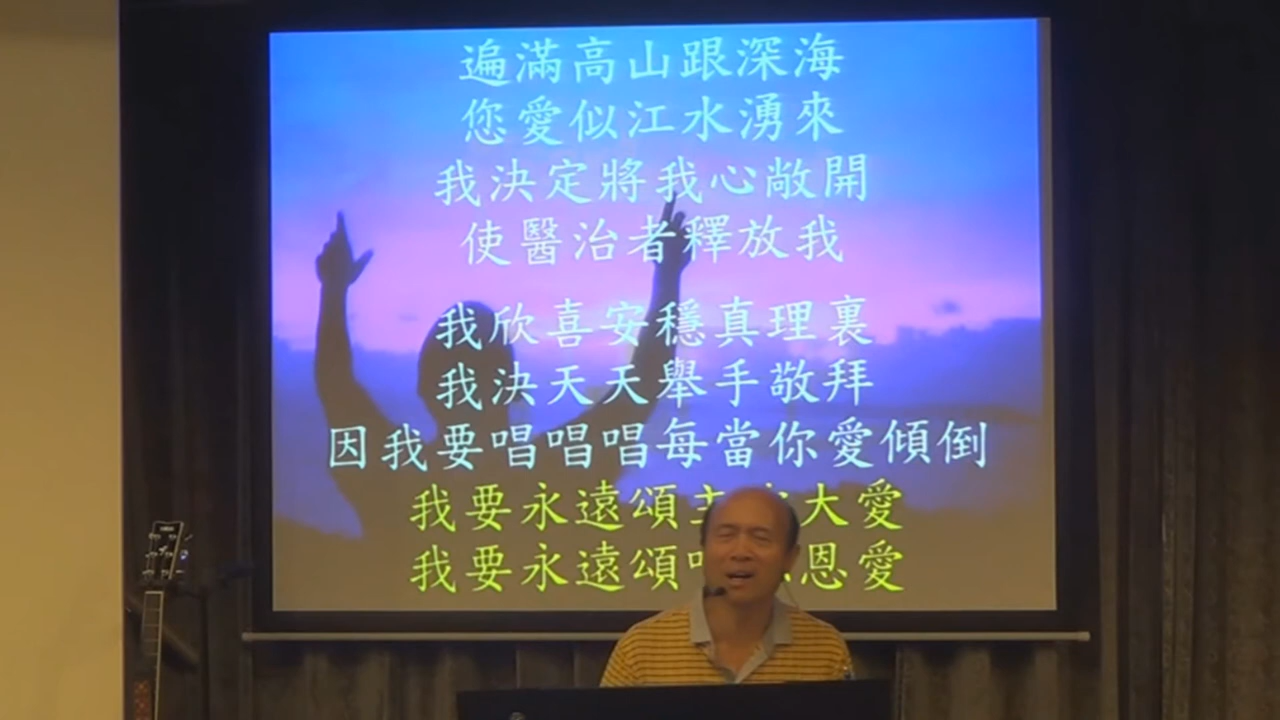 遍滿高山跟深海
您愛似江水湧來
我決定將我心敞開
使醫治者釋放我
我欣喜安穩真理裏
我決天天舉手敬拜
因我要唱唱唱每當你愛傾倒
我要永遠頌主大愛
我要永遠頌恩愛